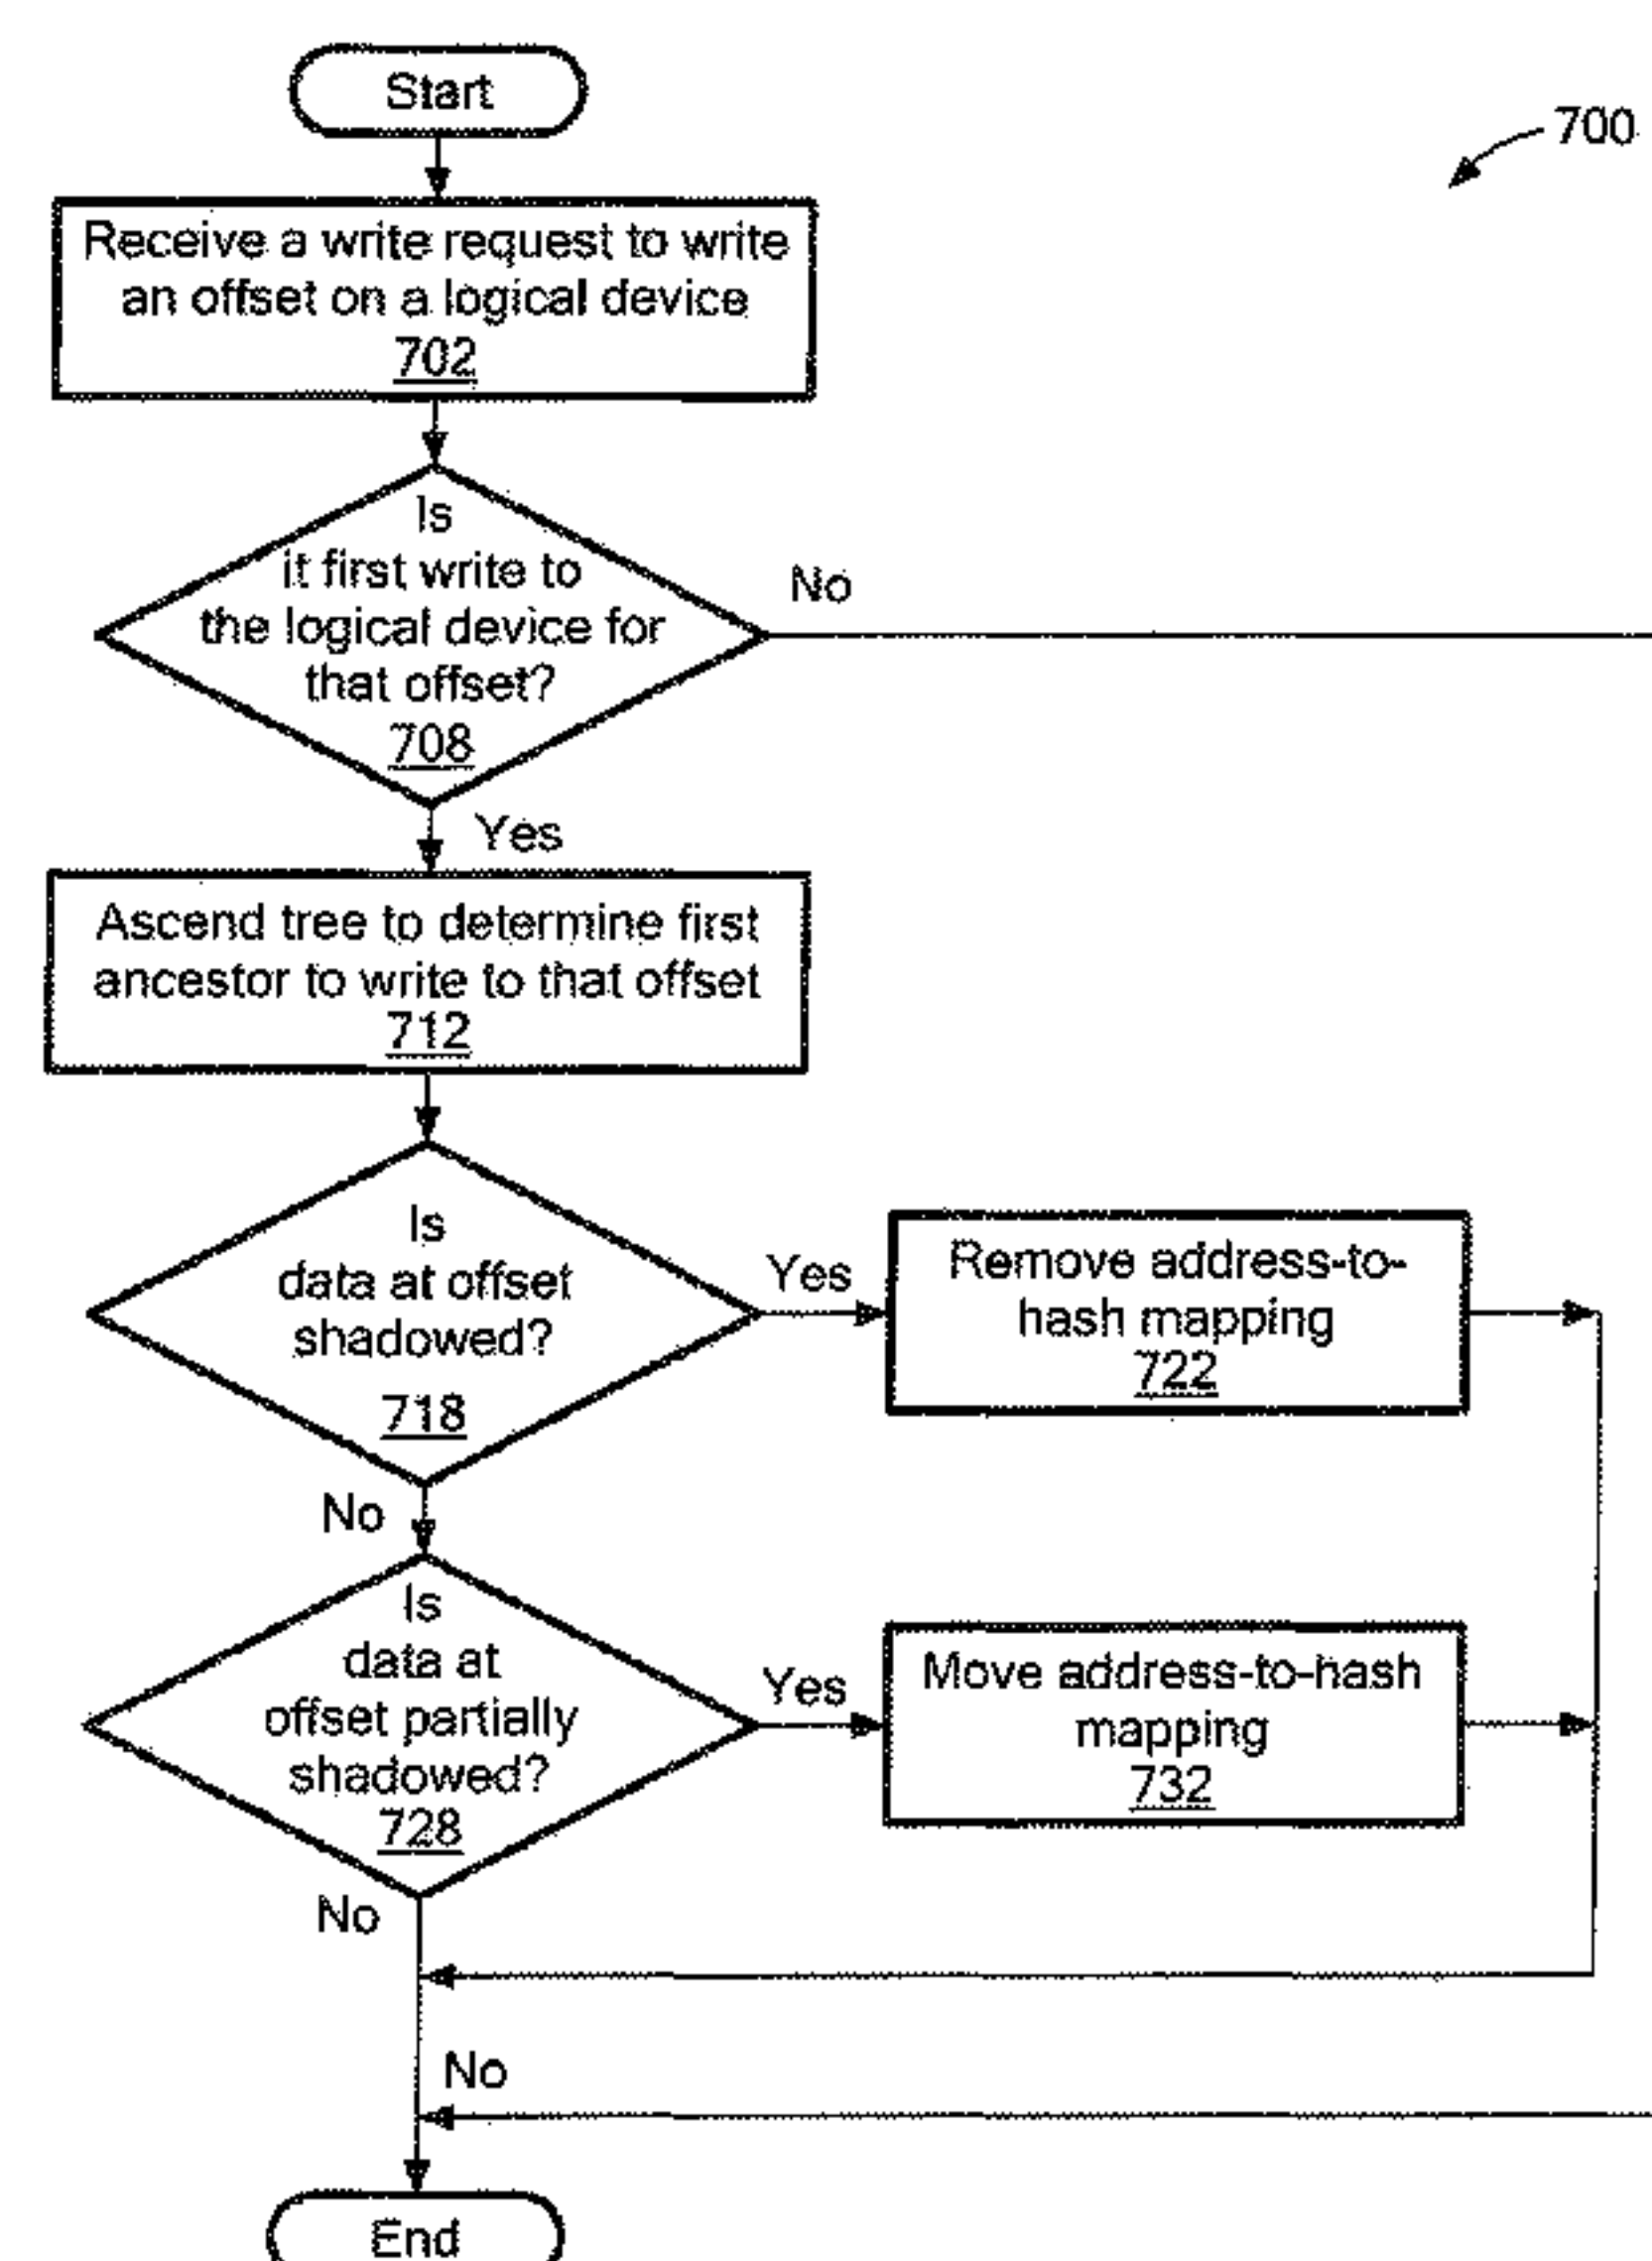 Start
700
Receive a write request to write
an offset on a logical device
702
Is
it first write to
the logical device for
that offset?
708
No
Yes
Ascend tree to determine first
ancestor to write to that offset
712
Is
data at offset
shadowed?
718
Yes
Remove address-to-
hash mapping
722
No
Is
data at
offset partially
shadowed?
728
Yes
Move address-to-hash
mapping
732
No
No
End